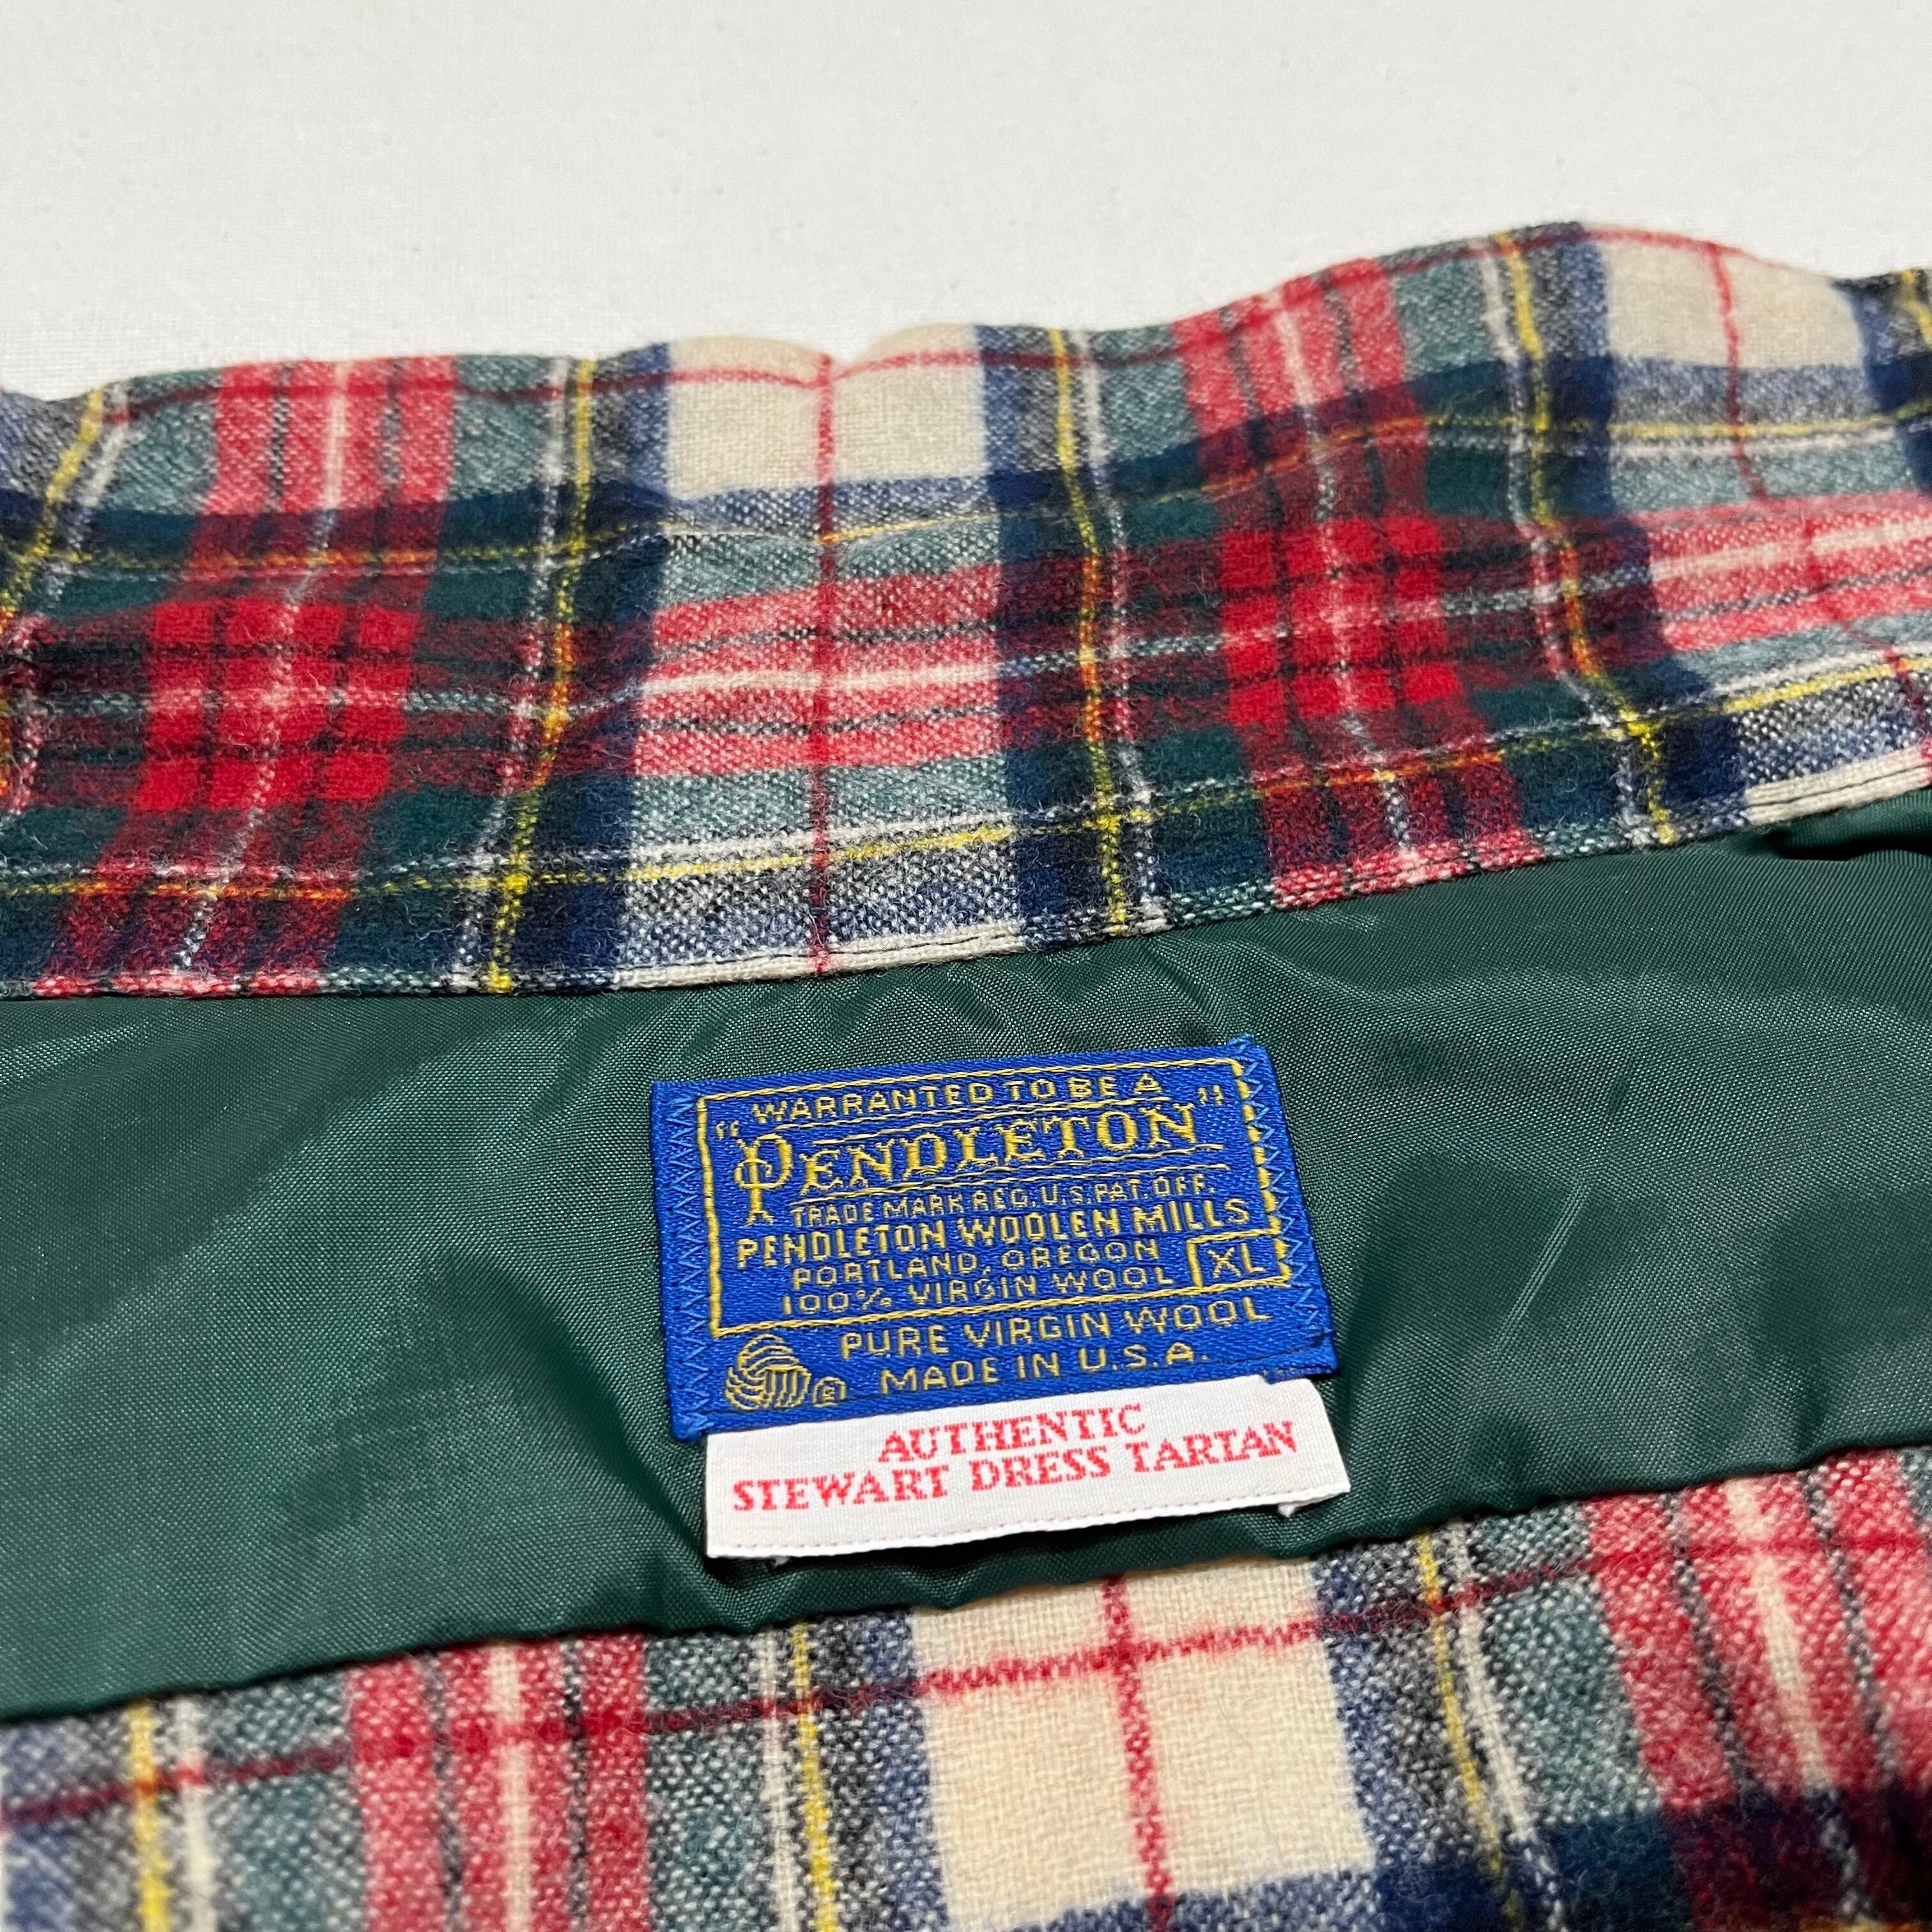 WARRANTED TO BE A
"PENDLETON"
TRADE MARK REG. U.S. PAT. OFF.
PENDLETON WOOLEN MILLS
PORTLAND, OREGON
100% VIRGIN WOOL
XL
PURE VIRGIN WOOL
® MADE IN U.S.A.
AUTHENTIC
STEWART DRESS TARTAN